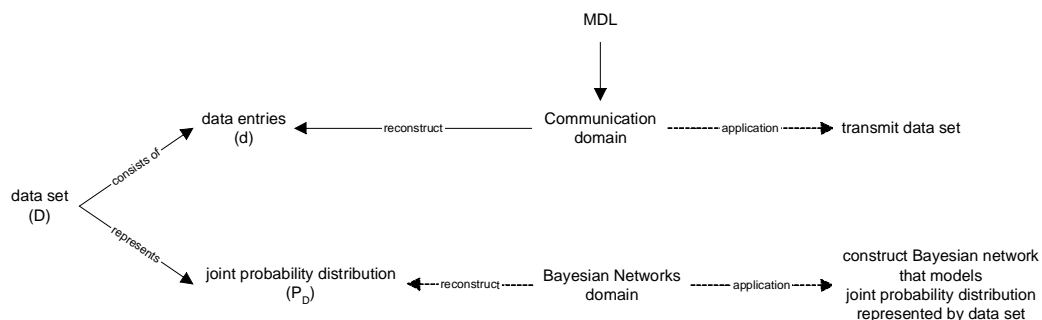 MDL
data entries
(d)
reconstruct
Communication
domain
application
transmit data set
consists of
data set
(D)
represents
joint probability distribution
(P_D)
reconstruct
Bayesian Networks
domain
application
construct Bayesian network
that models
joint probability distribution
represented by data set